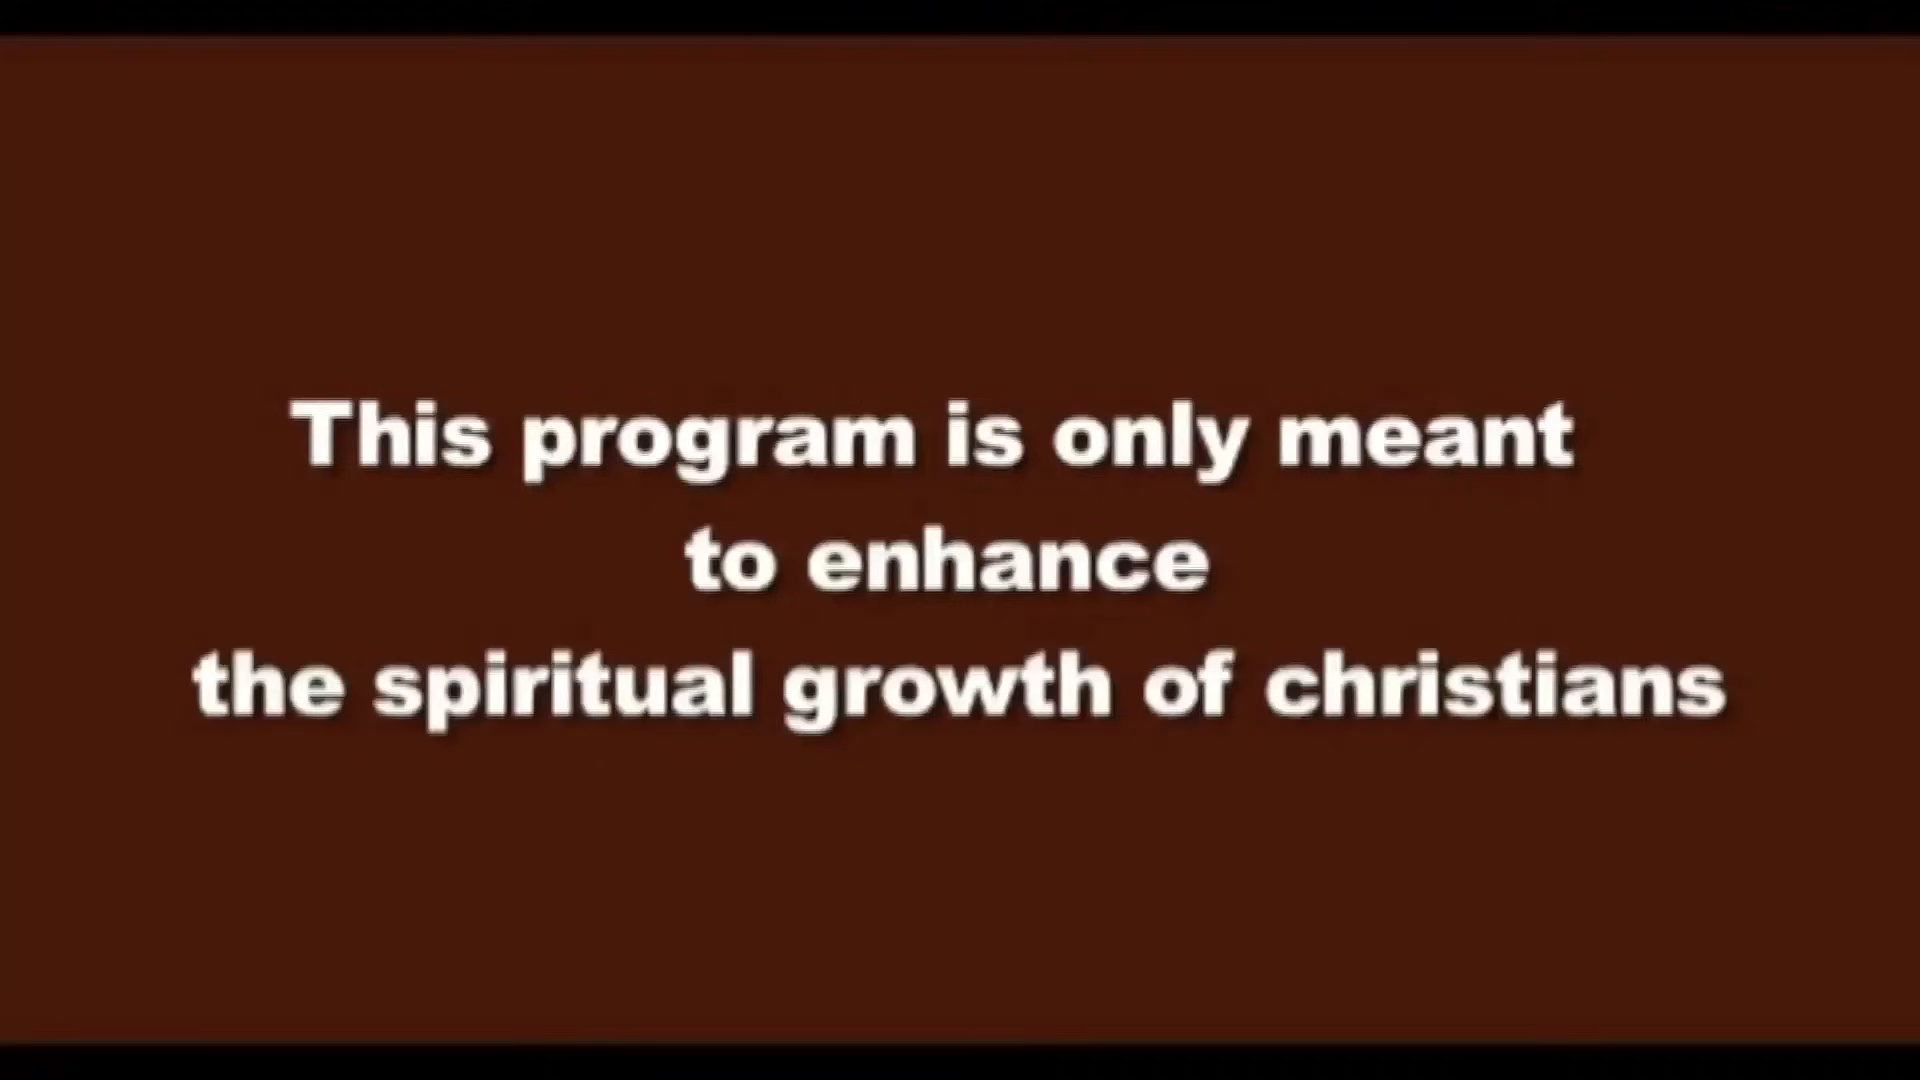 This program is only meant
to enhance
the spiritual growth of christians